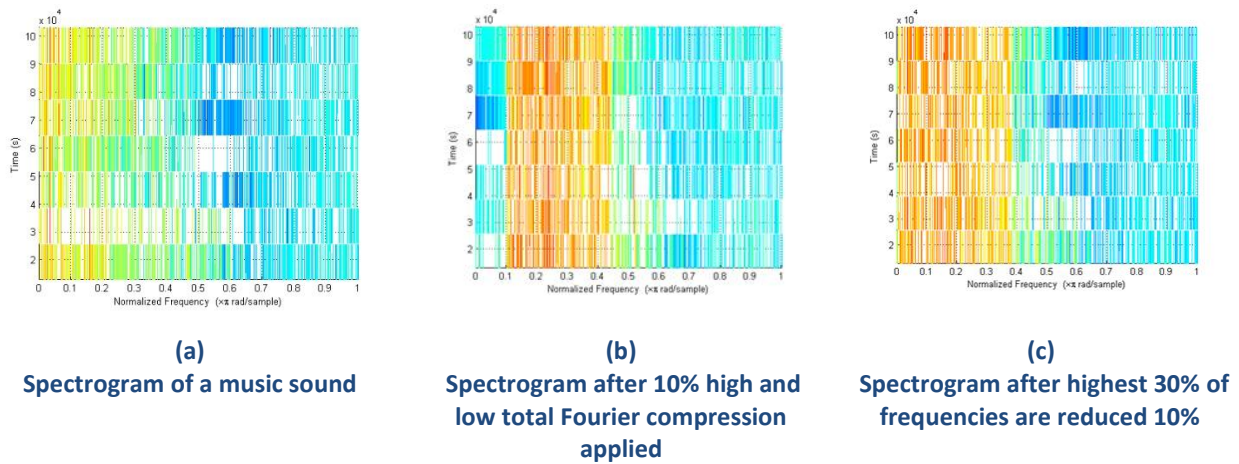 × 10 4
10
9
8
7
6
5
4
3
2
Time (s)
0 0.1 0.2 0.3 0.4 0.5 0.6 0.7 0.8 0.9 1
Normalized Frequency (×π rad/sample)
(a)
Spectrogram of a music sound
× 10 4
10
9
8
7
6
5
4
3
2
Time (s)
0 0.1 0.2 0.3 0.4 0.5 0.6 0.7 0.8 0.9 1
Normalized Frequency (×π rad/sample)
(b)
Spectrogram after 10% high and
low total Fourier compression
applied
× 10 4
10
9
8
7
6
5
4
3
2
Time (s)
0 0.1 0.2 0.3 0.4 0.5 0.6 0.7 0.8 0.9 1
Normalized Frequency (×π rad/sample)
(c)
Spectrogram after highest 30% of
frequencies are reduced 10%